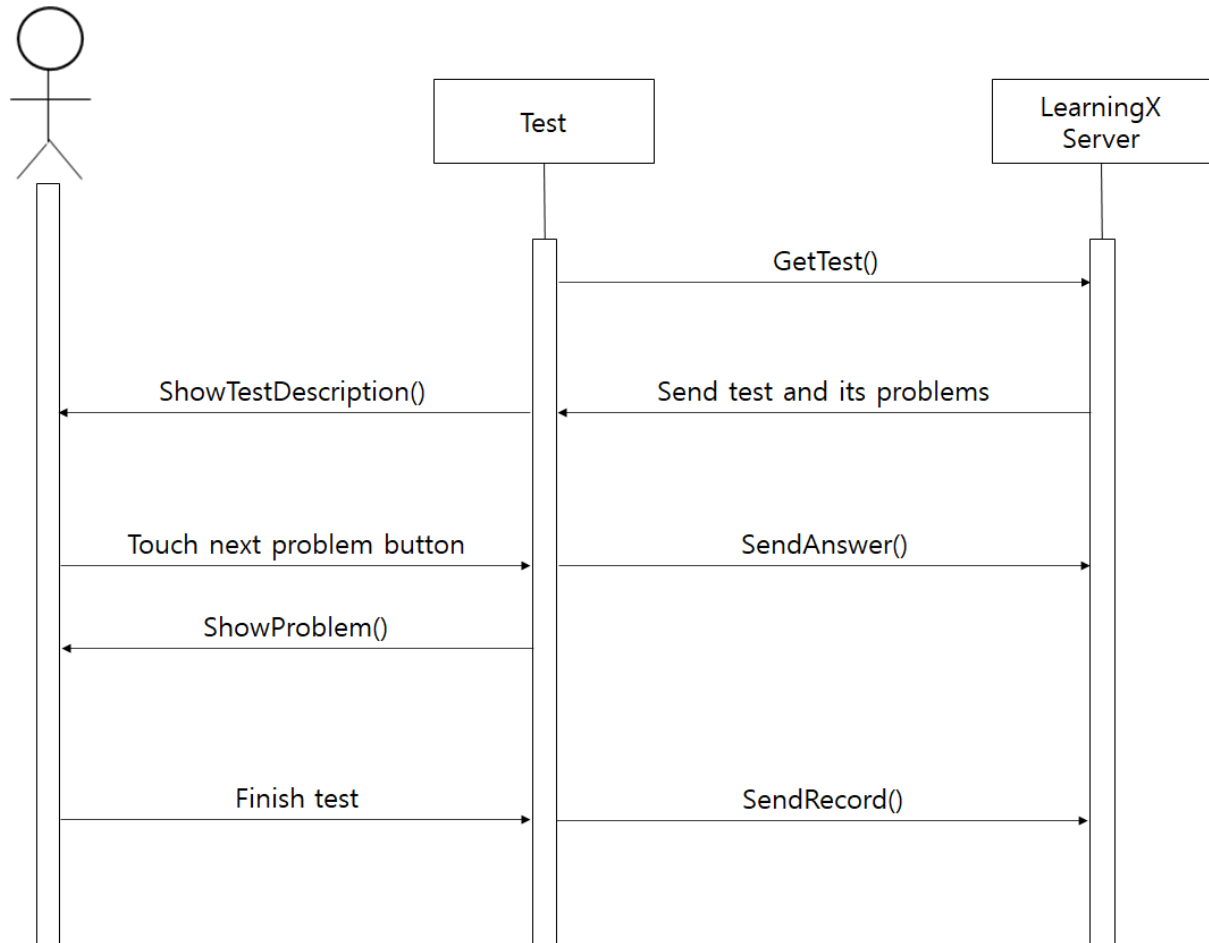 Test
LearningX
Server
GetTest()
ShowTestDescription()
Send test and its problems
Touch next problem button
SendAnswer()
ShowProblem()
Finish test
SendRecord()